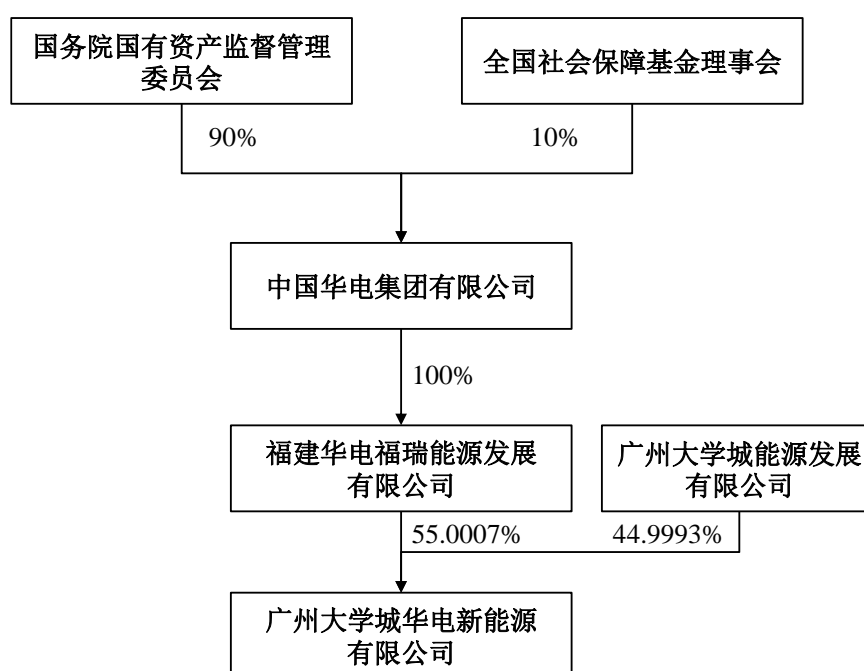 国务院国有资产监督管理
委员会
全国社会保障基金理事会
90%
10%
中国华电集团有限公司
100%
福建华电福瑞能源发展
有限公司
广州大学城能源发展
有限公司
55.0007%
44.9993%
广州大学城华电新能源
有限公司